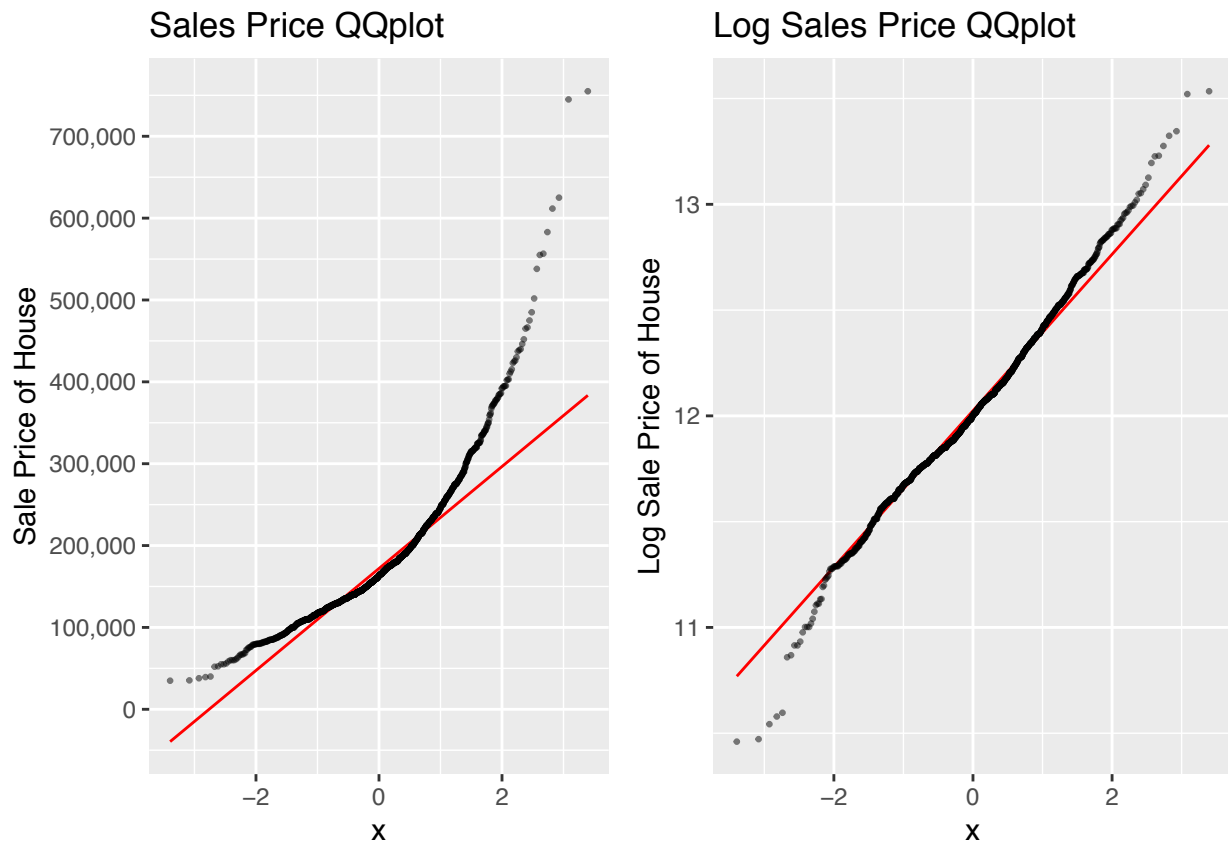 Sales Price QQplot
Sale Price of House
700,000
600,000
500,000
400,000
300,000
200,000
100,000
0
−2 0 2
x
Log Sales Price QQplot
Log Sale Price of House
13
12
11
−2 0 2
x